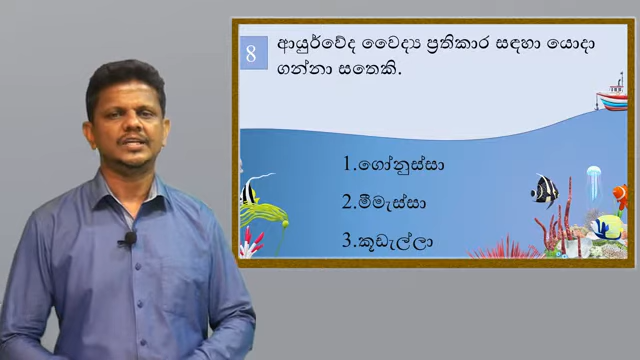 8
ආයුර්වේද වෛද්‍ය ප්‍රතිකාර සඳහා යොදා
ගන්නා සතෙකි.
1.ගෝනුස්සා
2.මීමැස්සා
3.කූඩැල්ලා